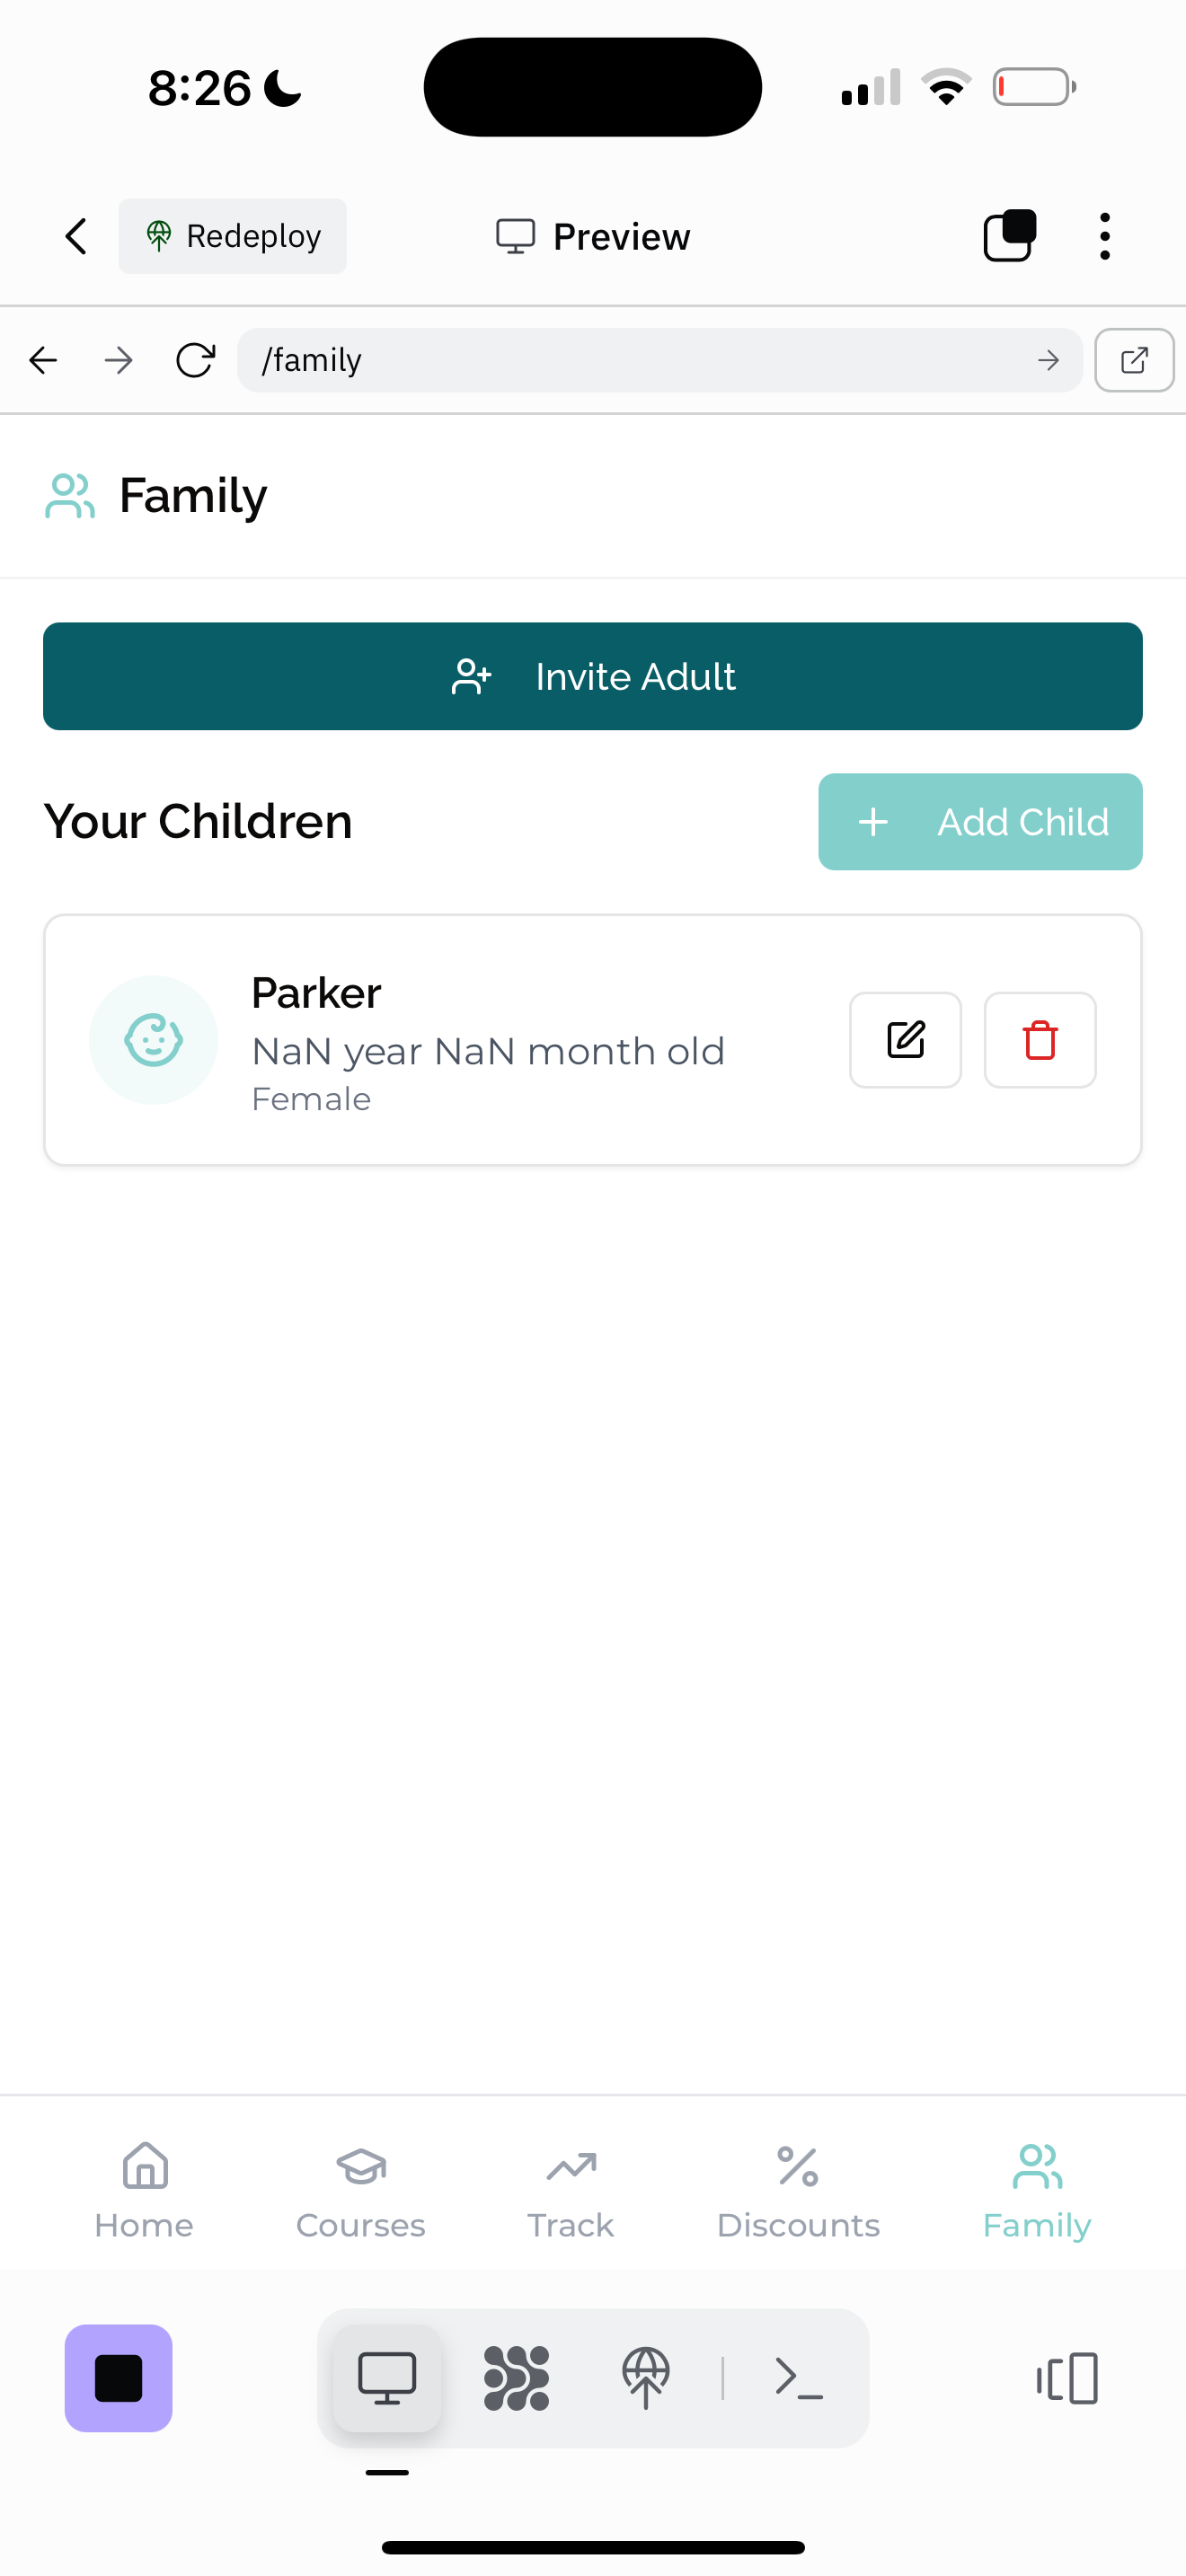 8:26
Redeploy
Preview
/family
Family
Invite Adult
Your Children
Add Child
Parker
NaN year NaN month old
Female
Home
Courses
Track
Discounts
Family